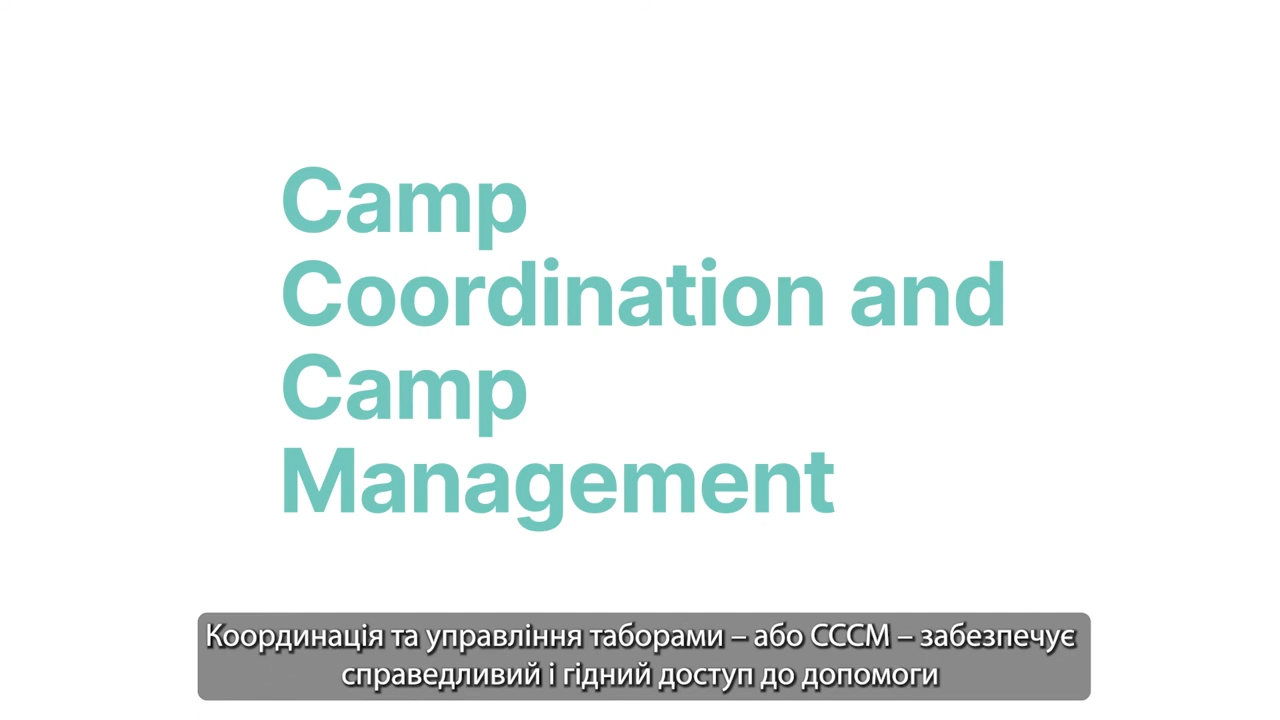 Camp
Coordination and
Camp
Management
Координація та управління таборами – або СССМ – забезпечує
справедливий і гідний доступ до допомоги